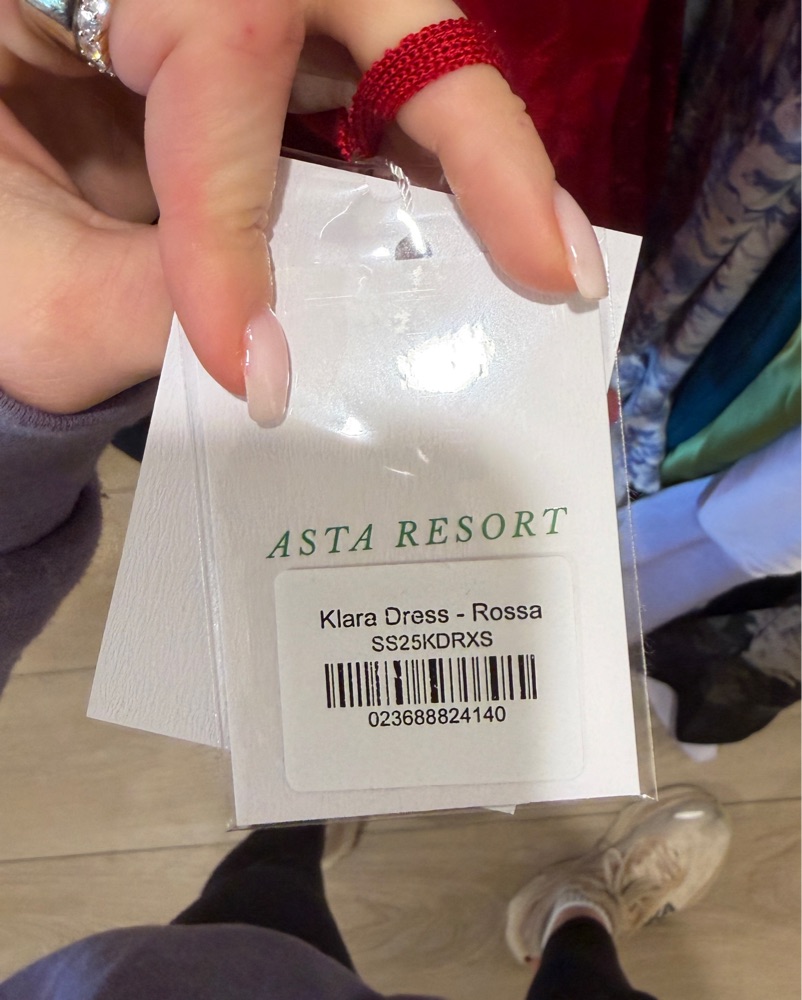 ASTA RESORT
Klara Dress - Rossa
SS25KDRXS
023688824140